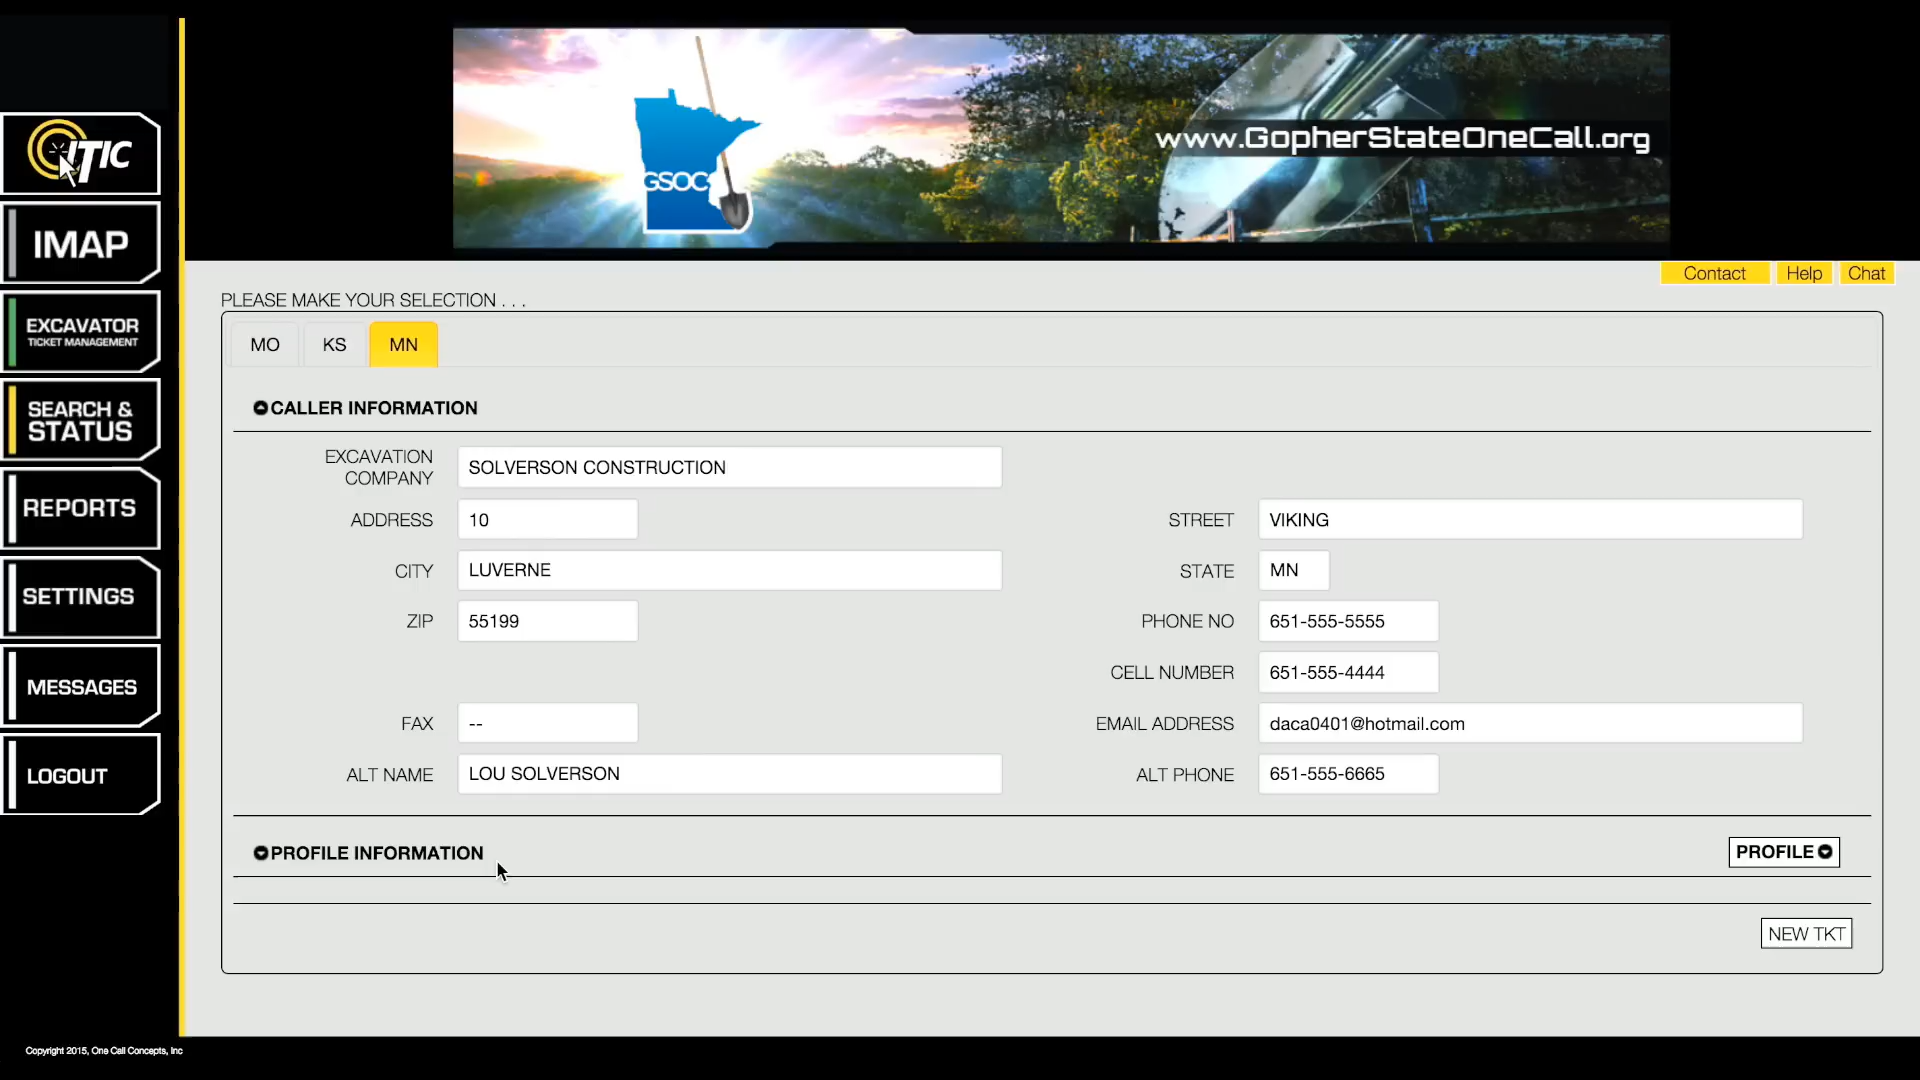 www.GopherStateOneCall.org
GSOC
ITIC
IMAP
EXCAVATOR
TICKET MANAGEMENT
SEARCH &
STATUS
REPORTS
SETTINGS
MESSAGES
LOGOUT
Contact Help Chat
PLEASE MAKE YOUR SELECTION . . .
MO KS MN
CALLER INFORMATION
EXCAVATION
COMPANY
SOLVERSON CONSTRUCTION
ADDRESS 10 STREET VIKING
CITY LUVERNE STATE MN
ZIP 55199 PHONE NO 651-555-5555
CELL NUMBER 651-555-4444
FAX -- EMAIL ADDRESS daca0401@hotmail.com
ALT NAME LOU SOLVERSON ALT PHONE 651-555-6665
PROFILE INFORMATION PROFILE
NEW TKT
Copyright 2015, One Call Concepts, Inc